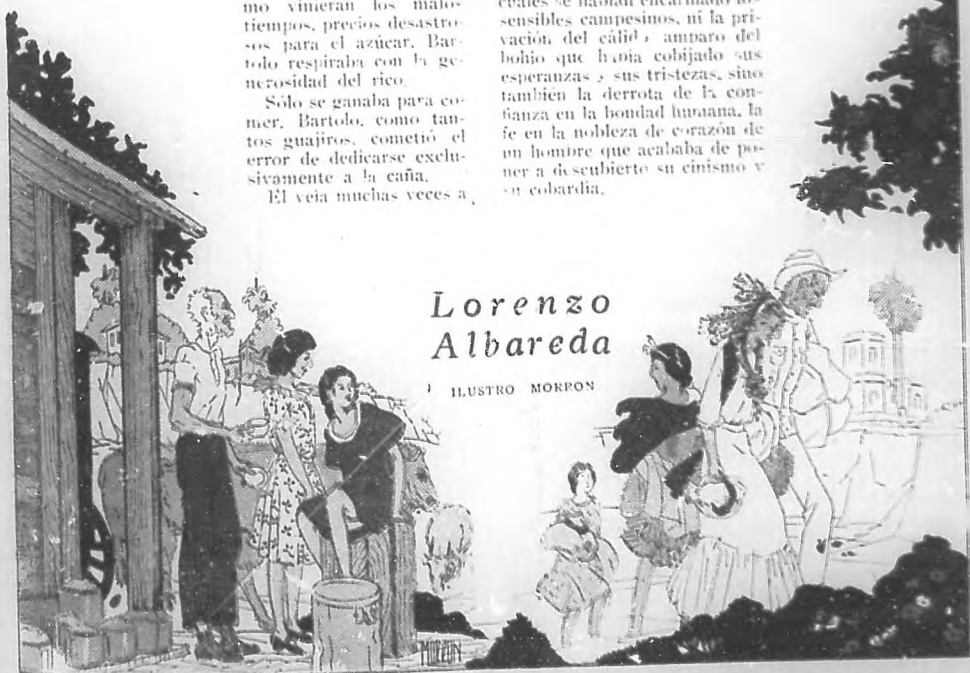 mo vinieran los malos
tiempos, precios desastro-
sos para el azúcar. Bar-
tolo respiraba con la ge-
nerosidad del rico.
Sólo se ganaba para co-
mer. Bartolo, como tan-
tos guajiros, cometió el
error de dedicarse exclu-
sivamente a la caña.
El veía muchas veces a
cuales se habían encariñado los
sensibles campesinos, ni la pri-
vación del cálido amparo del
bohío que había cobijado sus
esperanzas y sus tristezas, sino
también la derrota de la con-
fianza en la bondad humana, la
fe en la nobleza de corazón de
un hombre que acababa de po-
ner a descubierto su cinismo y
su cobardía.
Lorenzo
Albareda
ILUSTRO MORRON